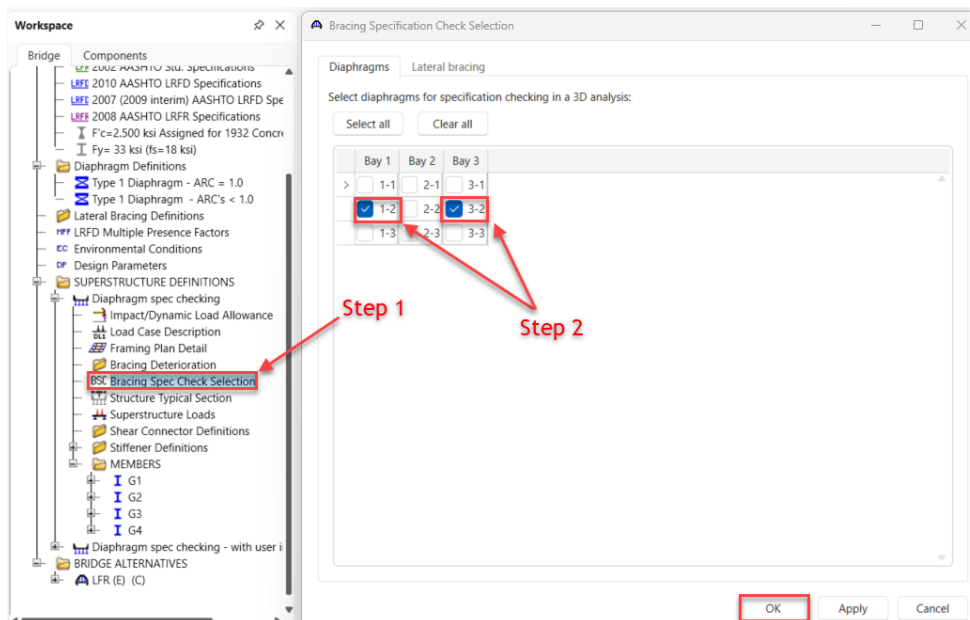 Workspace
Bridge Components
2002 AASHTO Std. Specifications
LRFD 2010 AASHTO LRFD Specifications
LRFD 2007 (2009 interim) AASHTO LRFD Spe
LRFR 2008 AASHTO LRFR Specifications
F'c=2.500 ksi Assigned for 1932 Concr
Fy= 33 ksi (fs=18 ksi)
Diaphragm Definitions
Type 1 Diaphragm - ARC = 1.0
Type 1 Diaphragm - ARC's < 1.0
Lateral Bracing Definitions
MPF LRFD Multiple Presence Factors
EC Environmental Conditions
DP Design Parameters
SUPERSTRUCTURE DEFINITIONS
Diaphragm spec checking
Impact/Dynamic Load Allowance
Load Case Description
Framing Plan Detail
Bracing Deterioration
BSC Bracing Spec Check Selection
Structure Typical Section
Superstructure Loads
Shear Connector Definitions
Stiffener Definitions
MEMBERS
G1
G2
G3
G4
Diaphragm spec checking - with user i
BRIDGE ALTERNATIVES
LFR (E) (C)
Step 1
Bracing Specification Check Selection
Diaphragms Lateral bracing
Select diaphragms for specification checking in a 3D analysis:
Select all Clear all
Bay 1 Bay 2 Bay 3
1-1 2-1 3-1
1-2 2-2 3-2
1-3 2-3 3-3
Step 2
OK Apply Cancel